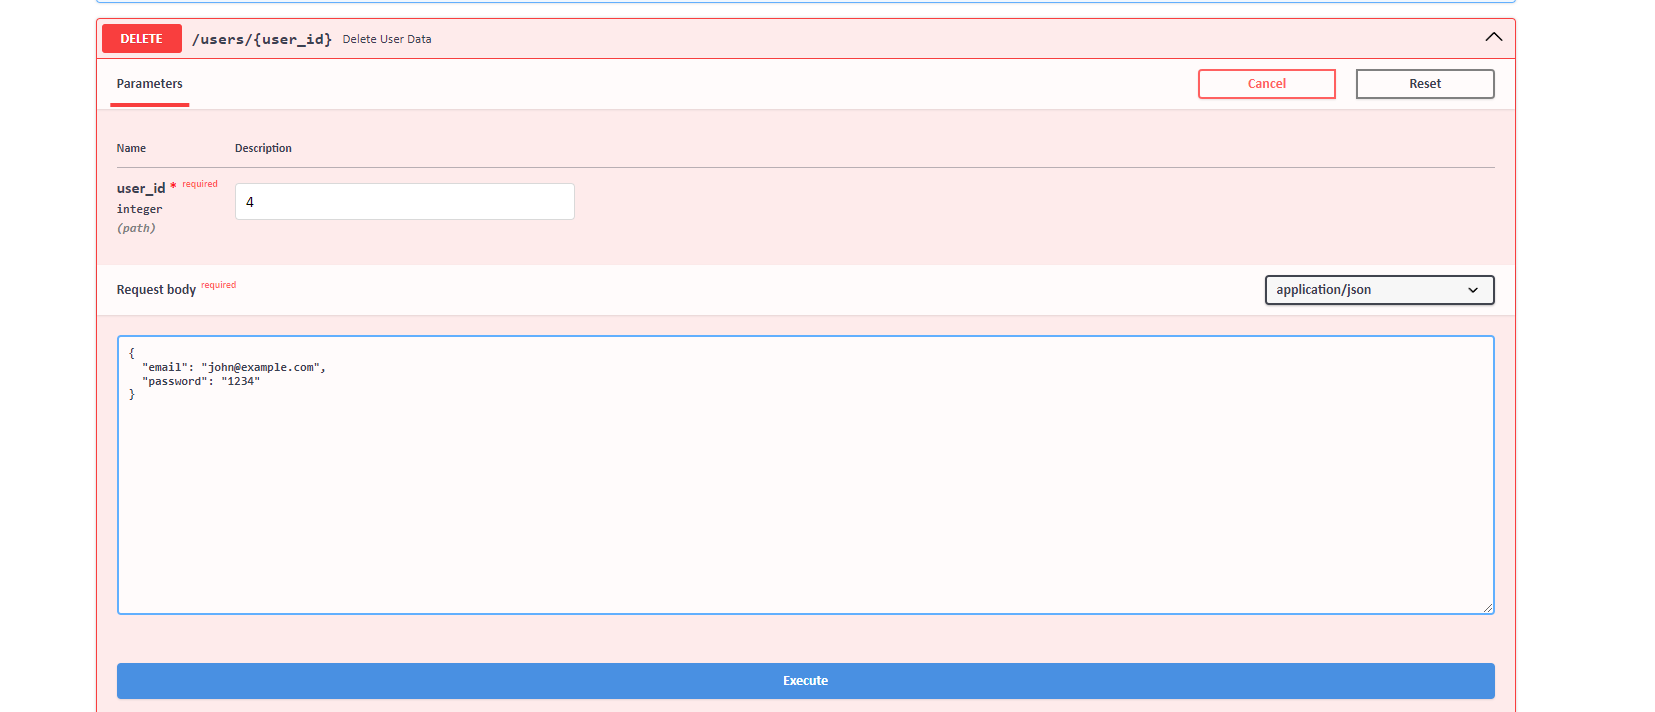 DELETE /users/{user_id} Delete User Data
Parameters Cancel Reset
Name Description
user_id * required 4
integer
(path)
Request body required application/json
{
  "email": "john@example.com",
  "password": "1234"
}
Execute